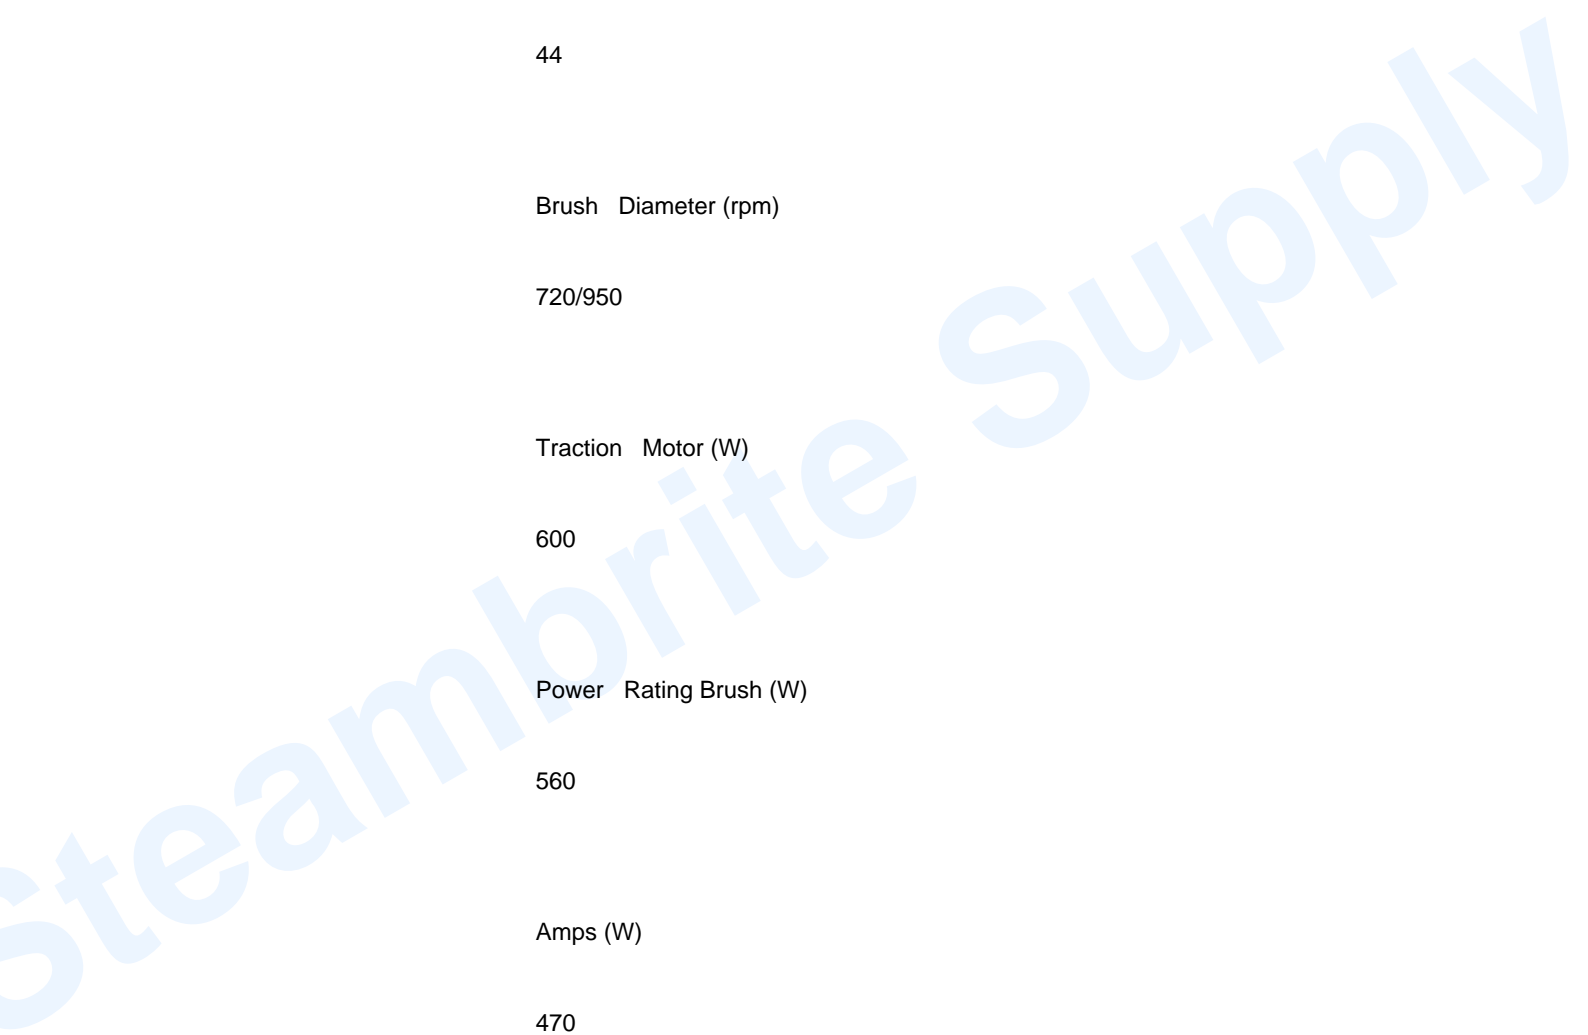 44
Brush Diameter (rpm)
720/950
Traction Motor (W)
600
Power Rating Brush (W)
560
Amps (W)
470
Steambrite Supply